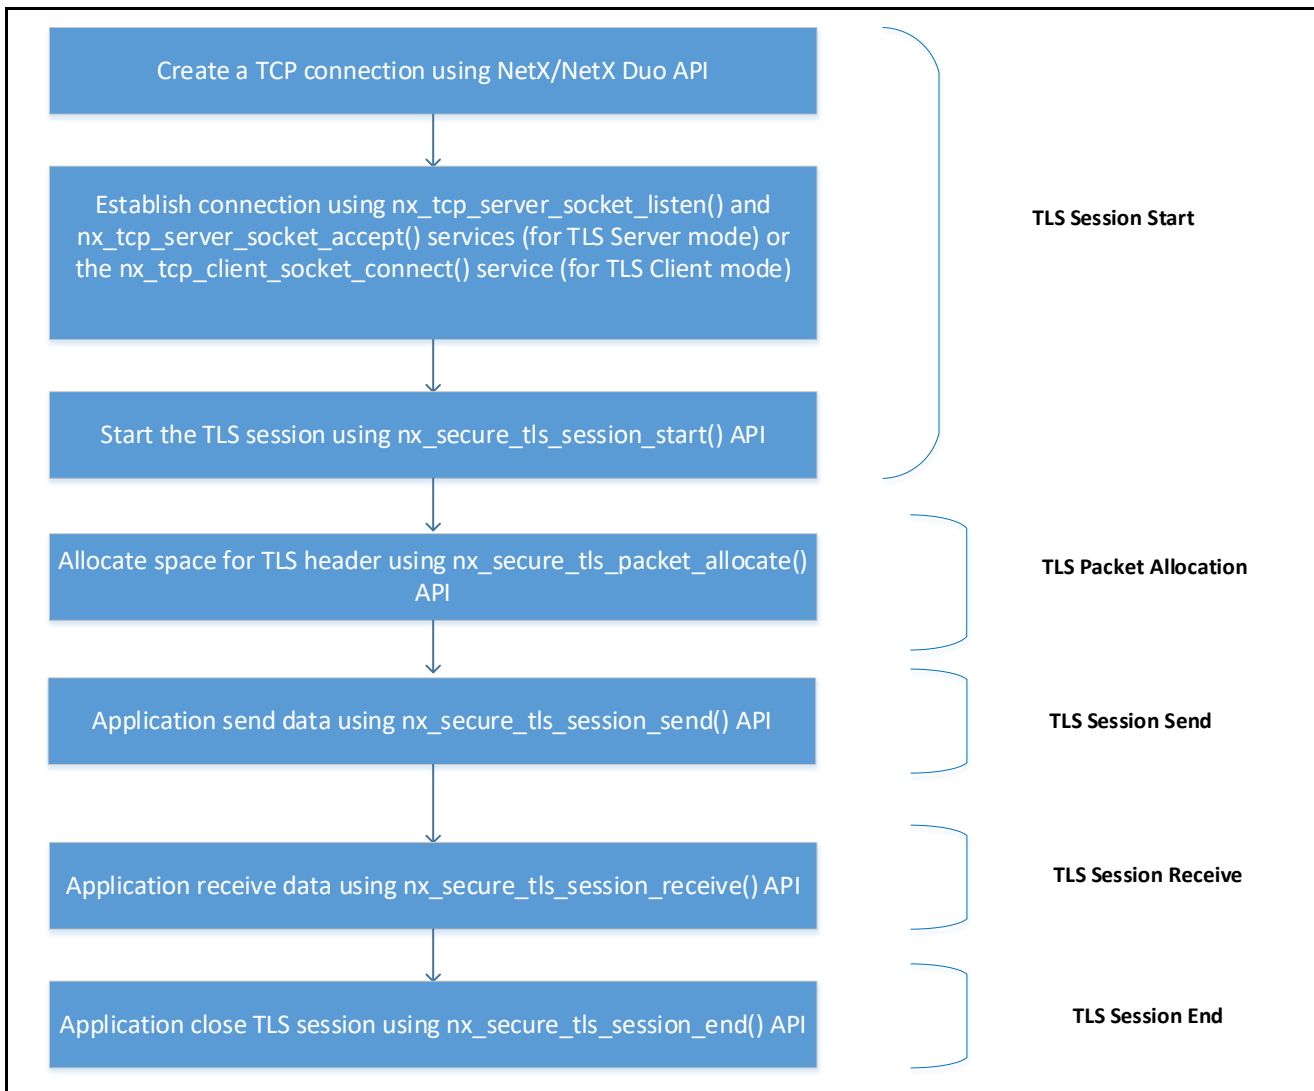 Create a TCP connection using NetX/NetX Duo API
Establish connection using nx_tcp_server_socket_listen() and
nx_tcp_server_socket_accept() services (for TLS Server mode) or
the nx_tcp_client_socket_connect() service (for TLS Client mode)
TLS Session Start
Start the TLS session using nx_secure_tls_session_start() API
Allocate space for TLS header using nx_secure_tls_packet_allocate()
API
TLS Packet Allocation
Application send data using nx_secure_tls_session_send() API
TLS Session Send
Application receive data using nx_secure_tls_session_receive() API
TLS Session Receive
Application close TLS session using nx_secure_tls_session_end() API
TLS Session End